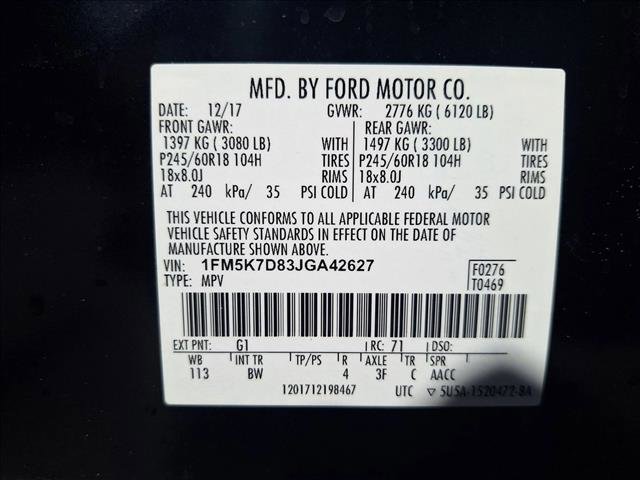 MFD. BY FORD MOTOR CO.
DATE: 12/17 GVWR: 2776 KG ( 6120 LB)
FRONT GAWR: REAR GAWR:
1397 KG ( 3080 LB) WITH 1497 KG ( 3300 LB) WITH
P245/60R18 104H TIRES P245/60R18 104H TIRES
18x8.0J RIMS 18x8.0J RIMS
AT 240 kPa/ 35 PSI COLD AT 240 kPa/ 35 PSI COLD
THIS VEHICLE CONFORMS TO ALL APPLICABLE FEDERAL MOTOR
VEHICLE SAFETY STANDARDS IN EFFECT ON THE DATE OF
MANUFACTURE SHOWN ABOVE.
VIN: 1FM5K7D83JGA42627 F0276
TYPE: MPV T0469
EXT PNT: G1 RC: 71 DSO:
WB INT TR TP/PS R AXLE TR SPR
113 BW 4 3F C AACC
1201712198467 UTC ▽ 5U5A-1520472-BA